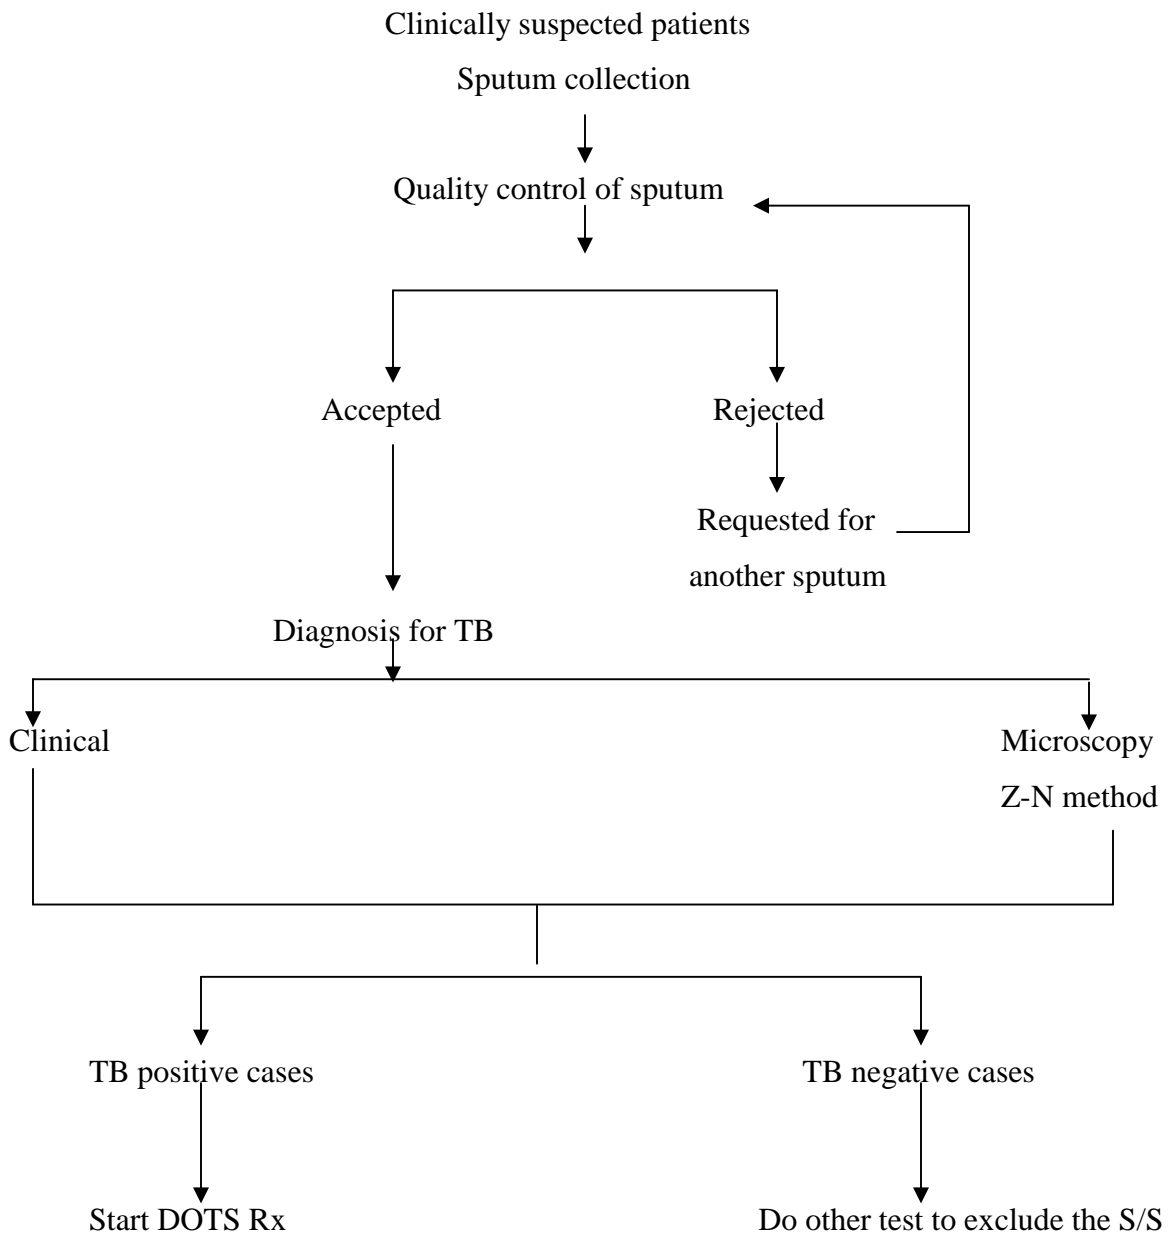 Clinically suspected patients
Sputum collection
Quality control of sputum
Accepted
Rejected
Requested for
another sputum
Diagnosis for TB
Clinical
Microscopy
Z-N method
TB positive cases
TB negative cases
Start DOTS Rx
Do other test to exclude the S/S